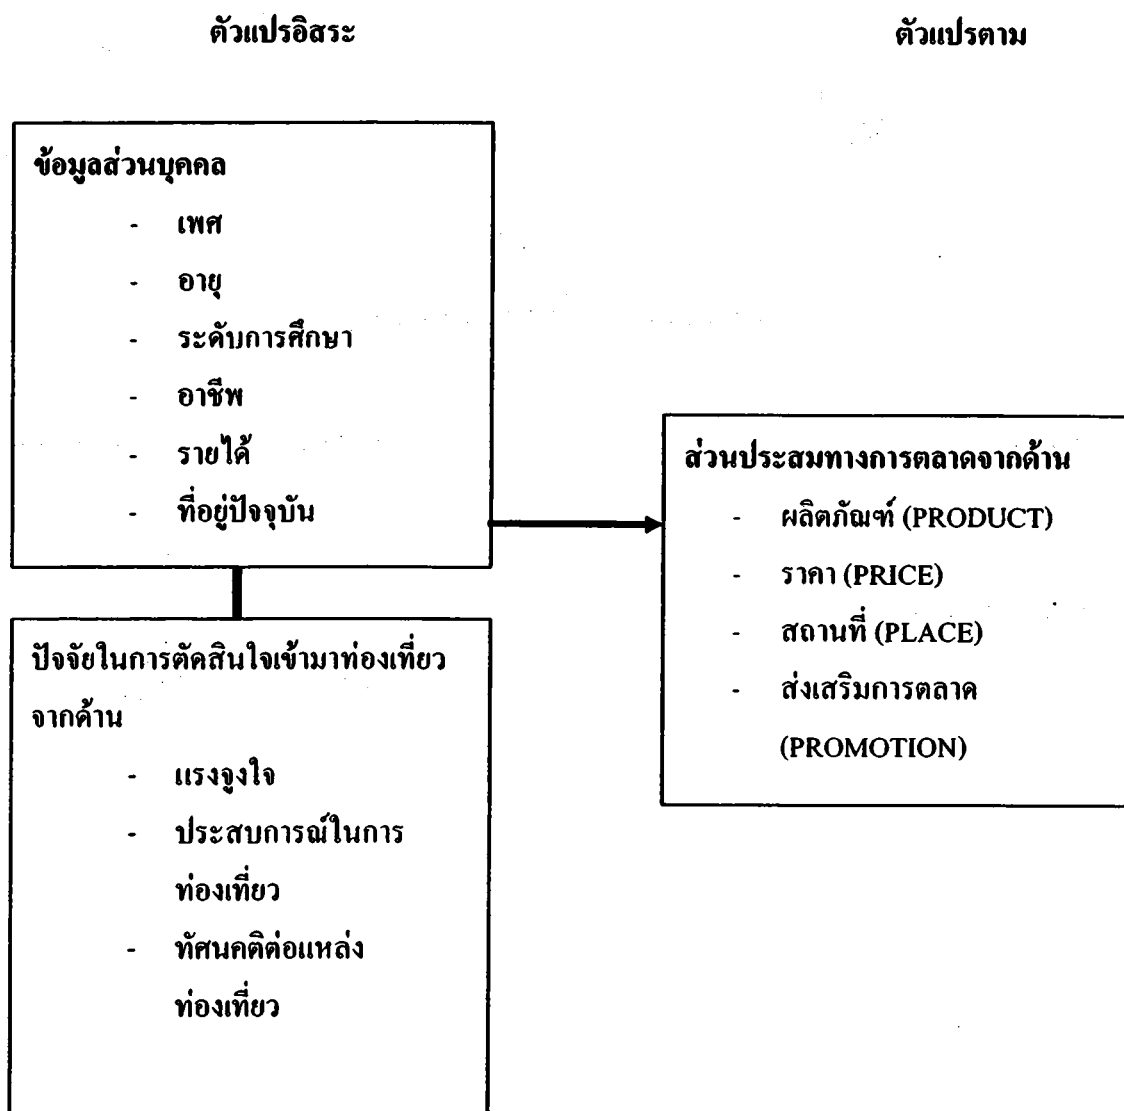 ตัวแปรอิสระ
ตัวแปรตาม
ข้อมูลส่วนบุคคล
- เพศ
- อายุ
- ระดับการศึกษา
- อาชีพ
- รายได้
- ที่อยู่ปัจจุบัน
ปัจจัยในการตัดสินใจเข้ามาท่องเที่ยว
จากด้าน
- แรงจูงใจ
- ประสบการณ์ในการ
ท่องเที่ยว
- ทัศนคติต่อแหล่ง
ท่องเที่ยว
ส่วนประสมทางการตลาดจากด้าน
- ผลิตภัณฑ์ (PRODUCT)
- ราคา (PRICE)
- สถานที่ (PLACE)
- ส่งเสริมการตลาด
(PROMOTION)